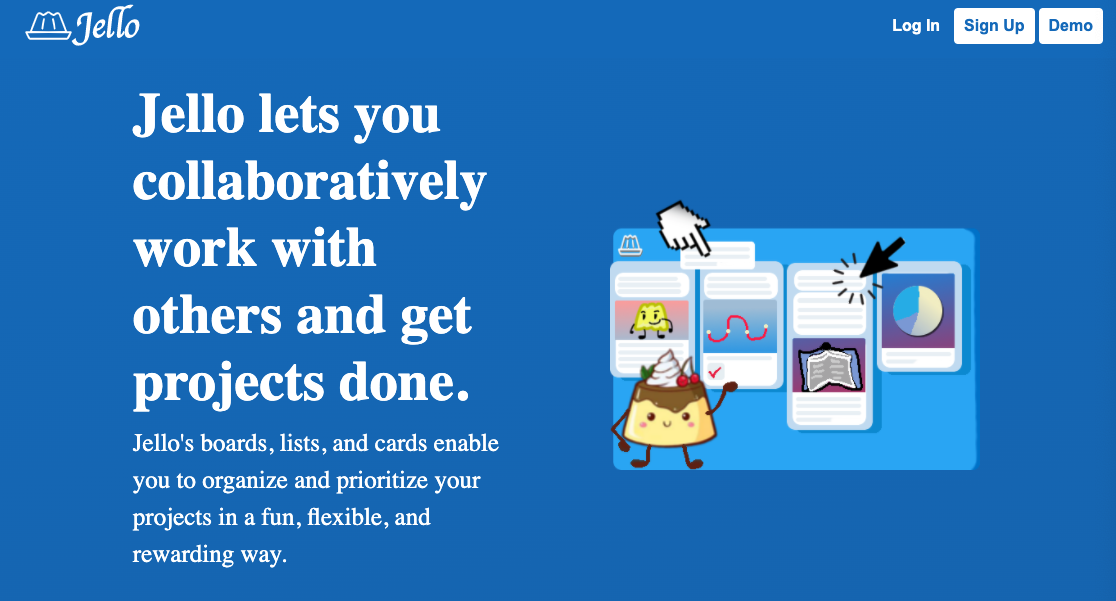 Jello
Log In
Sign Up
Demo
Jello lets you
collaboratively
work with
others and get
projects done.
Jello's boards, lists, and cards enable
you to organize and prioritize your
projects in a fun, flexible, and
rewarding way.